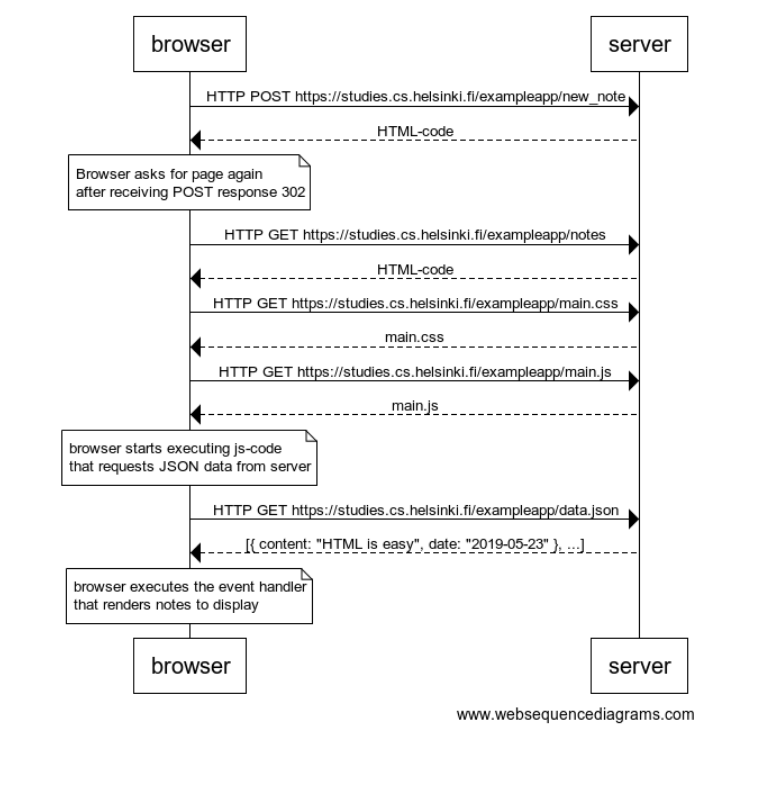 browser
server
HTTP POST https://studies.cs.helsinki.fi/exampleapp/new_note
HTML-code
Browser asks for page again
after receiving POST response 302
HTTP GET https://studies.cs.helsinki.fi/exampleapp/notes
HTML-code
HTTP GET https://studies.cs.helsinki.fi/exampleapp/main.css
main.css
HTTP GET https://studies.cs.helsinki.fi/exampleapp/main.js
main.js
browser starts executing js-code
that requests JSON data from server
HTTP GET https://studies.cs.helsinki.fi/exampleapp/data.json
[{ content: "HTML is easy", date: "2019-05-23" }, ...]
browser executes the event handler
that renders notes to display
browser
server
www.websequencediagrams.com